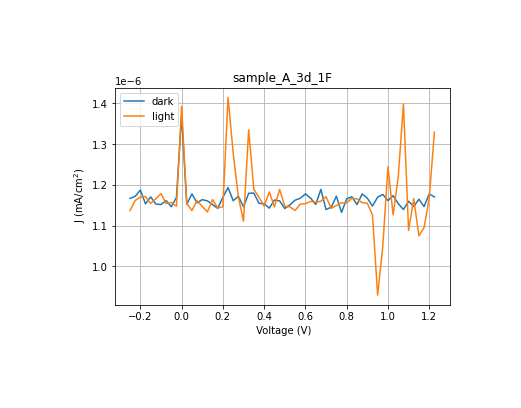 sample_A_3d_1F
1e−6
dark
light
1.4
1.3
1.2
1.1
1.0
J (mA/cm²)
−0.2 0.0 0.2 0.4 0.6 0.8 1.0 1.2
Voltage (V)